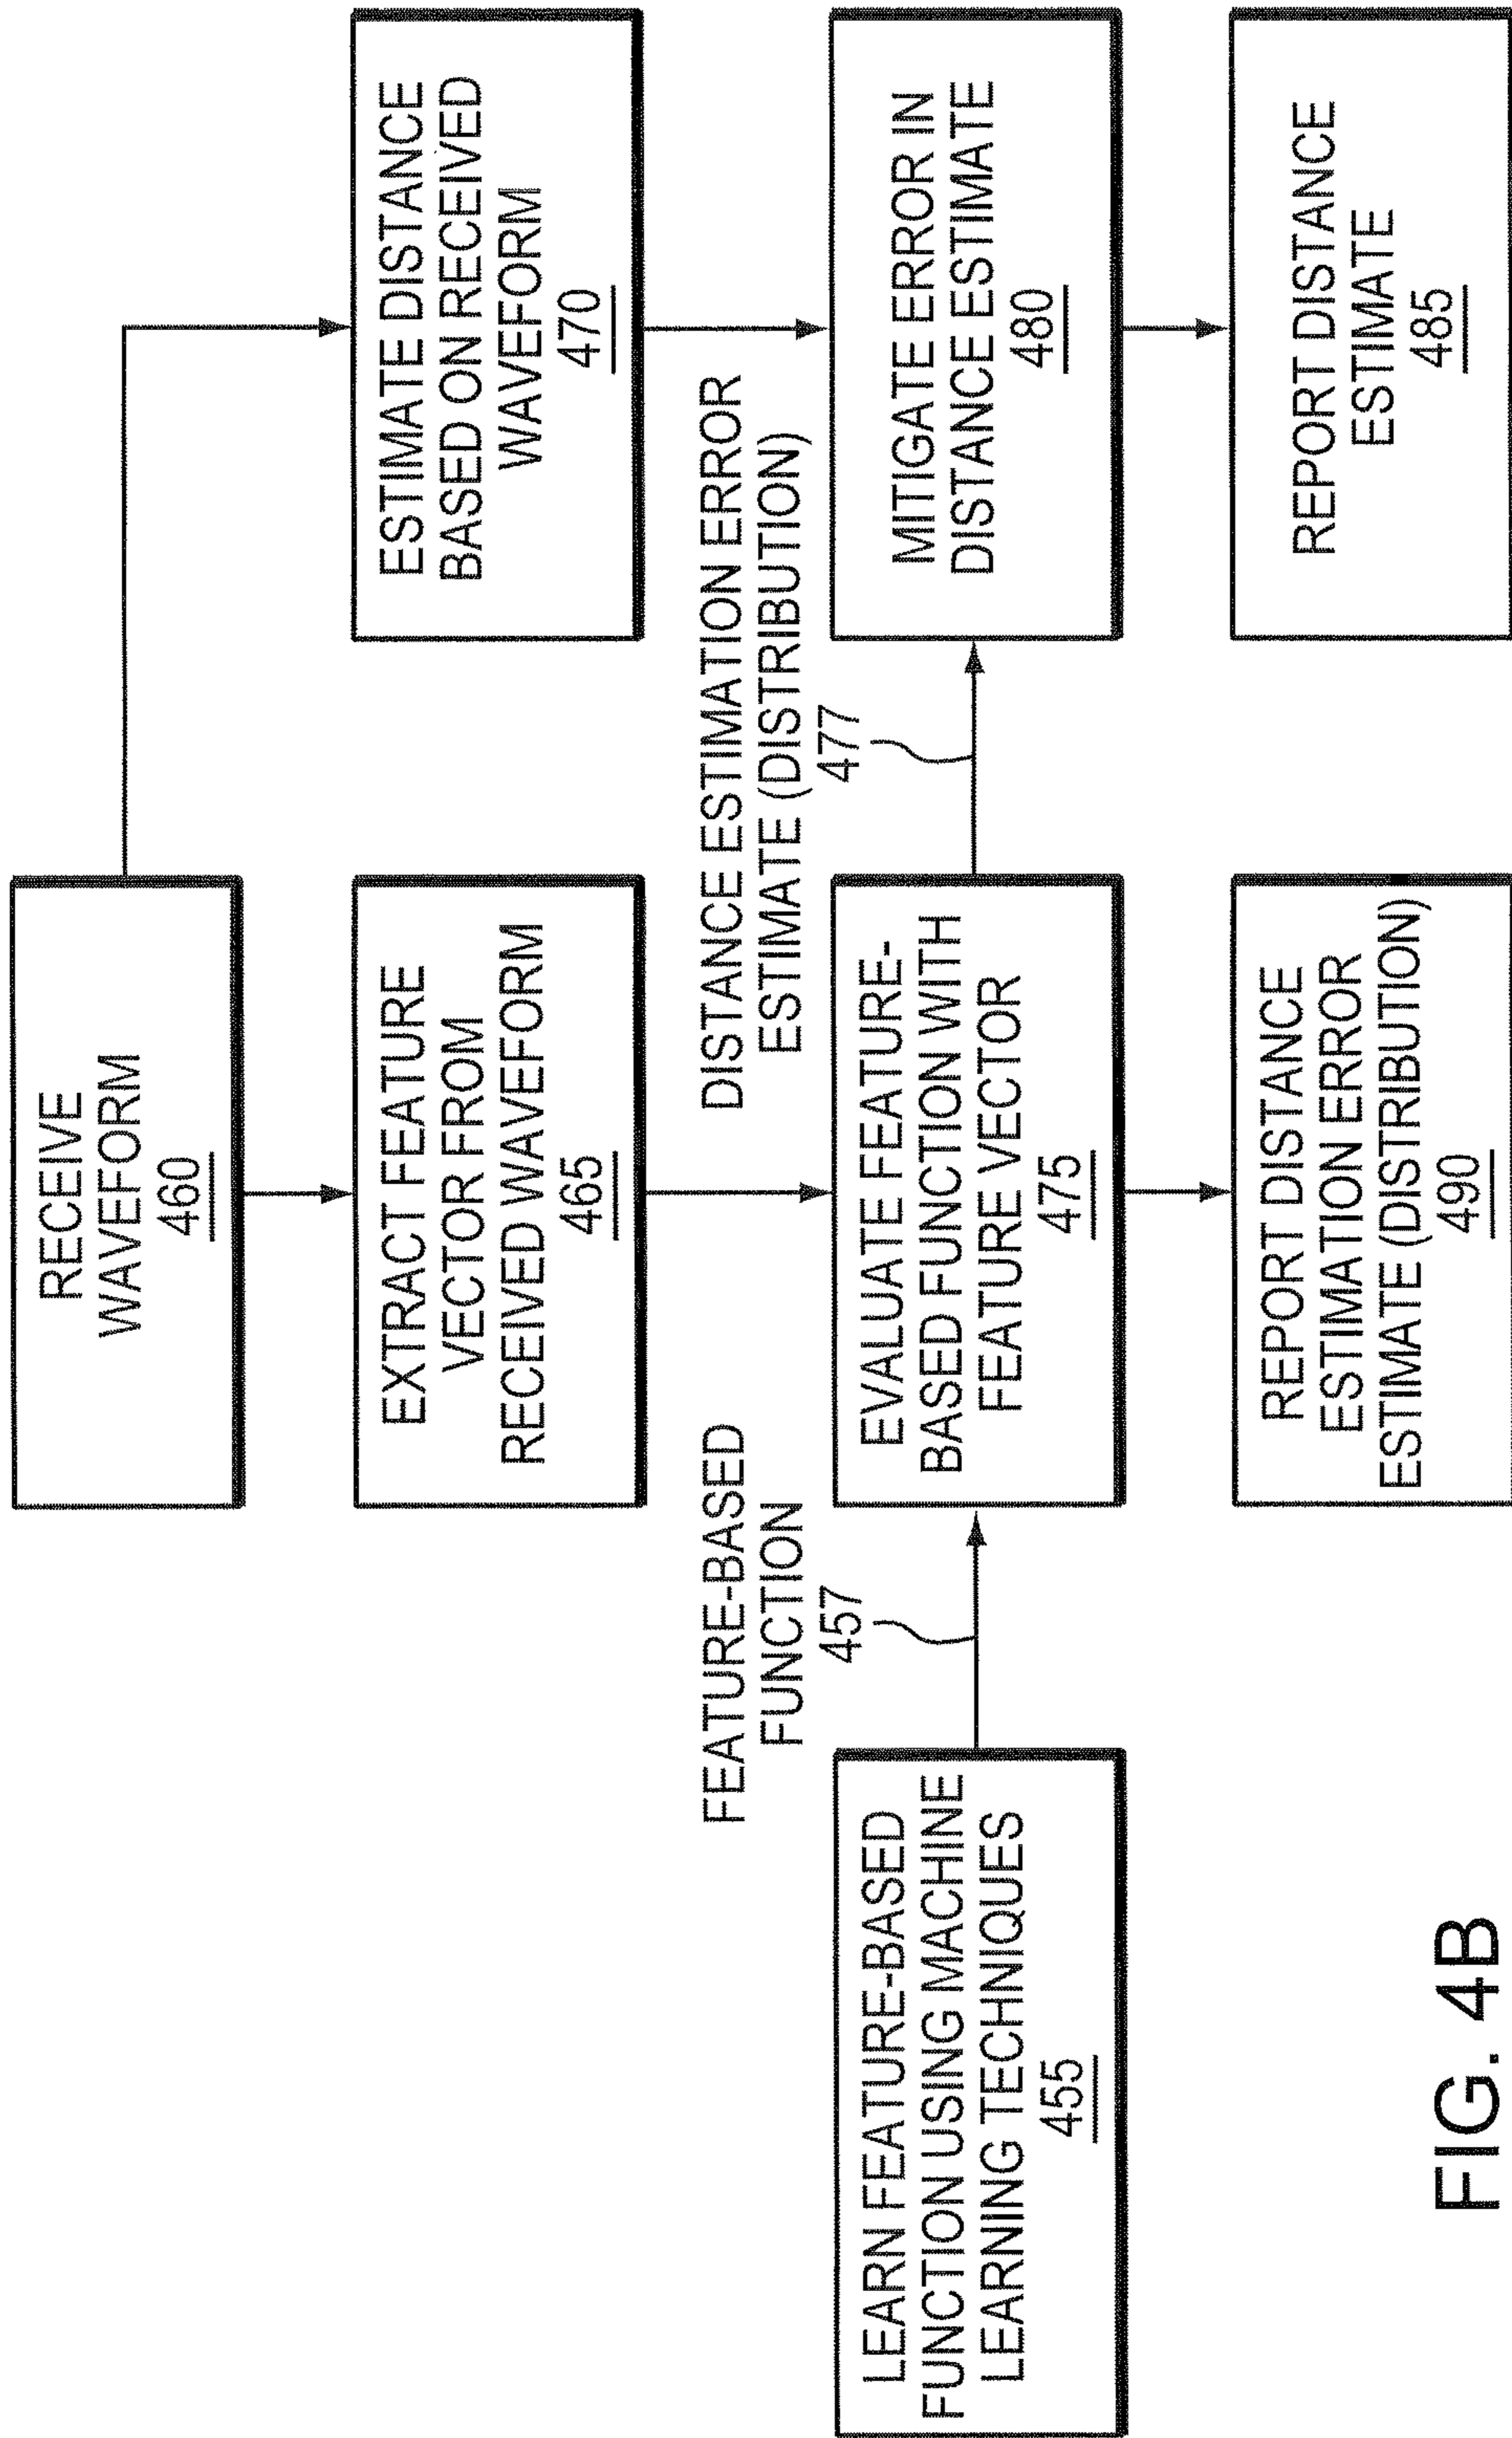 RECEIVE
WAVEFORM
460
EXTRACT FEATURE
VECTOR FROM
RECEIVED WAVEFORM
465
ESTIMATE DISTANCE
BASED ON RECEIVED
WAVEFORM
470
FEATURE-BASED
FUNCTION
457
DISTANCE ESTIMATION ERROR
ESTIMATE (DISTRIBUTION)
477
LEARN FEATURE-BASED
FUNCTION USING MACHINE
LEARNING TECHNIQUES
455
EVALUATE FEATURE-
BASED FUNCTION WITH
FEATURE VECTOR
475
MITIGATE ERROR IN
DISTANCE ESTIMATE
480
REPORT DISTANCE
ESTIMATION ERROR
ESTIMATE (DISTRIBUTION)
490
REPORT DISTANCE
ESTIMATE
485
FIG. 4B